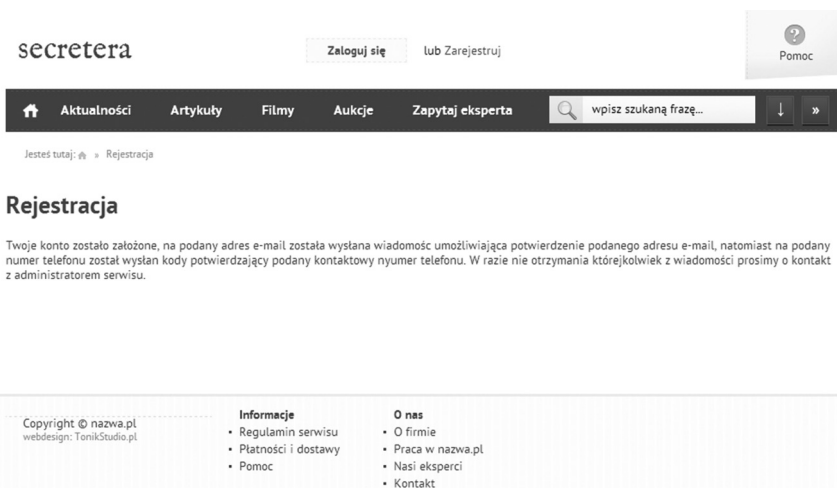 secretera
Zaloguj się lub Zarejestruj
? Pomoc
Aktualności Artykuły Filmy Aukcje Zapytaj eksperta wpisz szukaną frazę... ↓ »
Jesteś tutaj: » Rejestracja
Rejestracja
Twoje konto zostało założone, na podany adres e-mail została wysłana wiadomośc umożliwiająca potwierdzenie podanego adresu e-mail, natomiast na podany
numer telefonu został wysłan kody potwierdzający podany kontaktowy nyumer telefonu. W razie nie otrzymania którejkolwiek z wiadomości prosimy o kontakt
z administratorem serwisu.
Copyright © nazwa.pl
webdesign: TonikStudio.pl
Informacje
• Regulamin serwisu
• Płatności i dostawy
• Pomoc
O nas
• O firmie
• Praca w nazwa.pl
• Nasi eksperci
• Kontakt